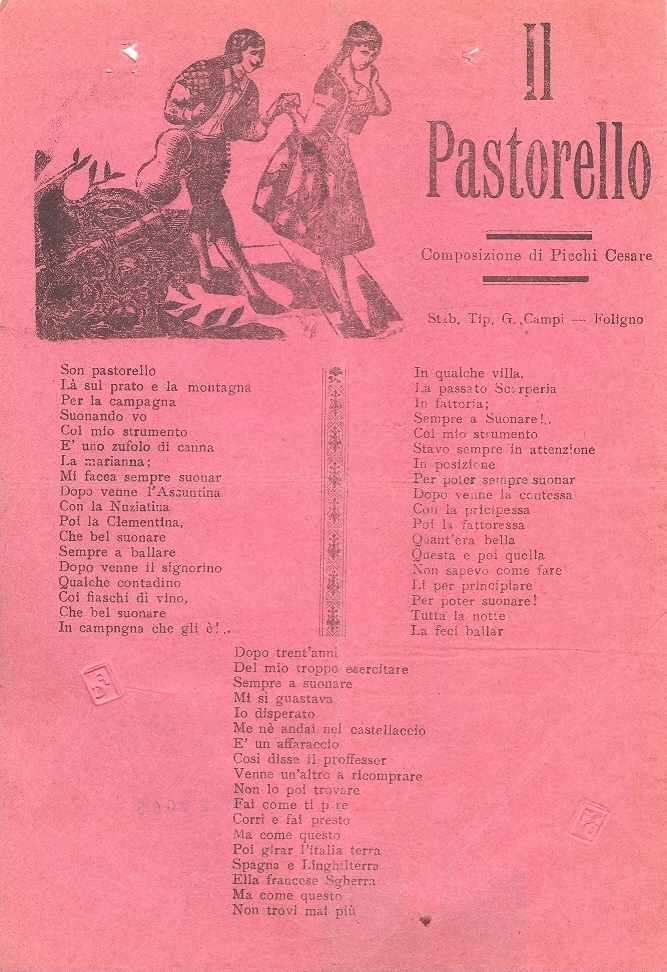 Il
Pastorello
Composizione di Picchi Cesare
Stab. Tip. G. Campi — Foligno
Son pastorello
Là sul prato e la montagna
Per la campagna
Suonando vo
Col mio strumento
E' uno zufolo di canna
La marianna;
Mi facea sempre suonar
Dopo venne l'Assuntina
Con la Nuziatina
Poi la Clementina,
Che bel suonare
Sempre a ballare
Dopo venne il signorino
Qualche contadino
Coi fiaschi di vino,
Che bel suonare
In campngna che gli è!..
In qualche villa.
La passato Scarperia
In fattoria;
Sempre a Suonare!..
Col mio strumento
Stavo sempre in attenzione
In posizione
Per poter sempre suonar
Dopo venne la contessa
Con la pricipessa
Poi la fattoressa
Quant'era bella
Questa e poi quella
Non sapevo come fare
Li per principiare
Per poter suonare!
Tutta la notte
La feci ballar
Dopo trent'anni
Del mio troppo esercitare
Sempre a suonare
Mi si guastava
Io disperato
Me nè andai nel castellaccio
E' un affaraccio
Cosi disse il proffessor
Venne un'altro a ricomprare
Non lo poi trovare
Fai come ti pare
Corri e fai presto
Ma come questo
Poi girar l'italia terra
Spagna e Linghilterra
Ella francese Sgherra
Ma come questo
Non trovi mai più